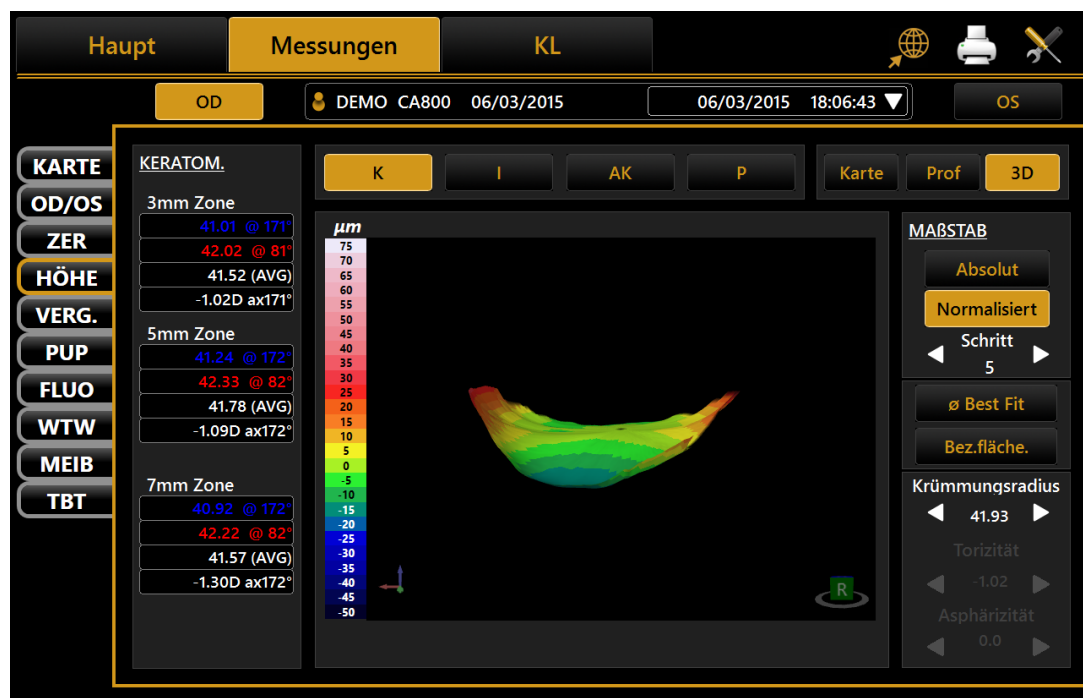 Haupt Messungen KL
OD DEMO CA800 06/03/2015 06/03/2015 18:06:43 OS
KARTE
OD/OS
ZER
HÖHE
VERG.
PUP
FLUO
WTW
MEIB
TBT
KERATOM.
3mm Zone
41.01 @ 171°
42.02 @ 81°
41.52 (AVG)
-1.02D ax171°
5mm Zone
41.24 @ 172°
42.33 @ 82°
41.78 (AVG)
-1.09D ax172°
7mm Zone
40.92 @ 172°
42.22 @ 82°
41.57 (AVG)
-1.30D ax172°
K I AK P
Karte Prof 3D
µm
75
70
65
60
55
50
45
40
35
30
25
20
15
10
5
0
-5
-10
-15
-20
-25
-30
-35
-40
-45
-50
R
MAßSTAB
Absolut
Normalisiert
Schritt
5
ø Best Fit
Bez.fläche.
Krümmungsradius
41.93
Torizität
-1.02
Asphärizität
0.0